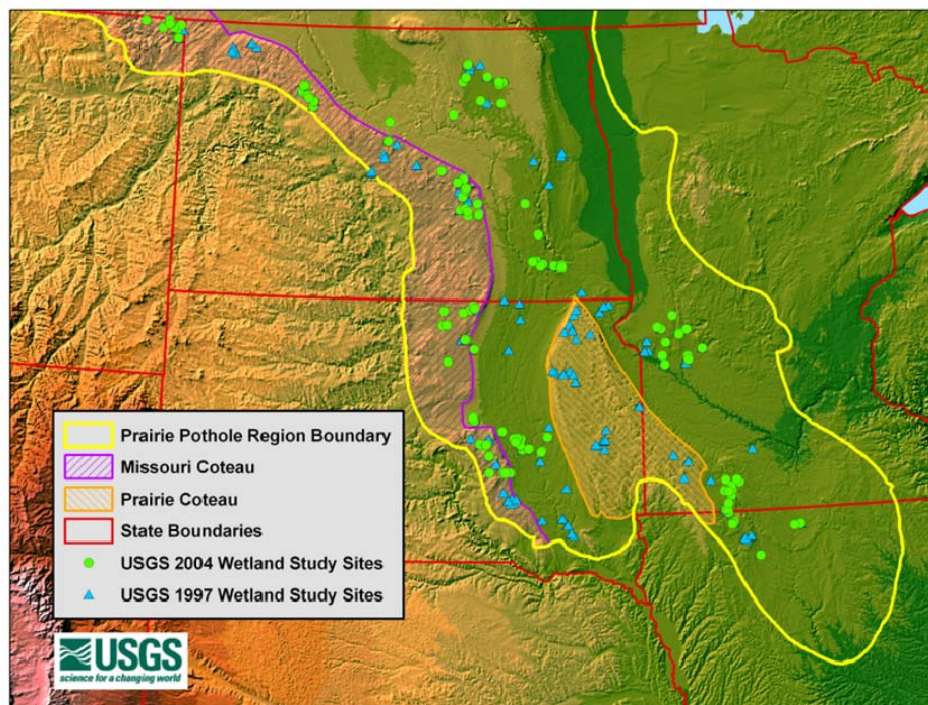 Prairie Pothole Region Boundary
Missouri Coteau
Prairie Coteau
State Boundaries
USGS 2004 Wetland Study Sites
USGS 1997 Wetland Study Sites
USGS
science for a changing world